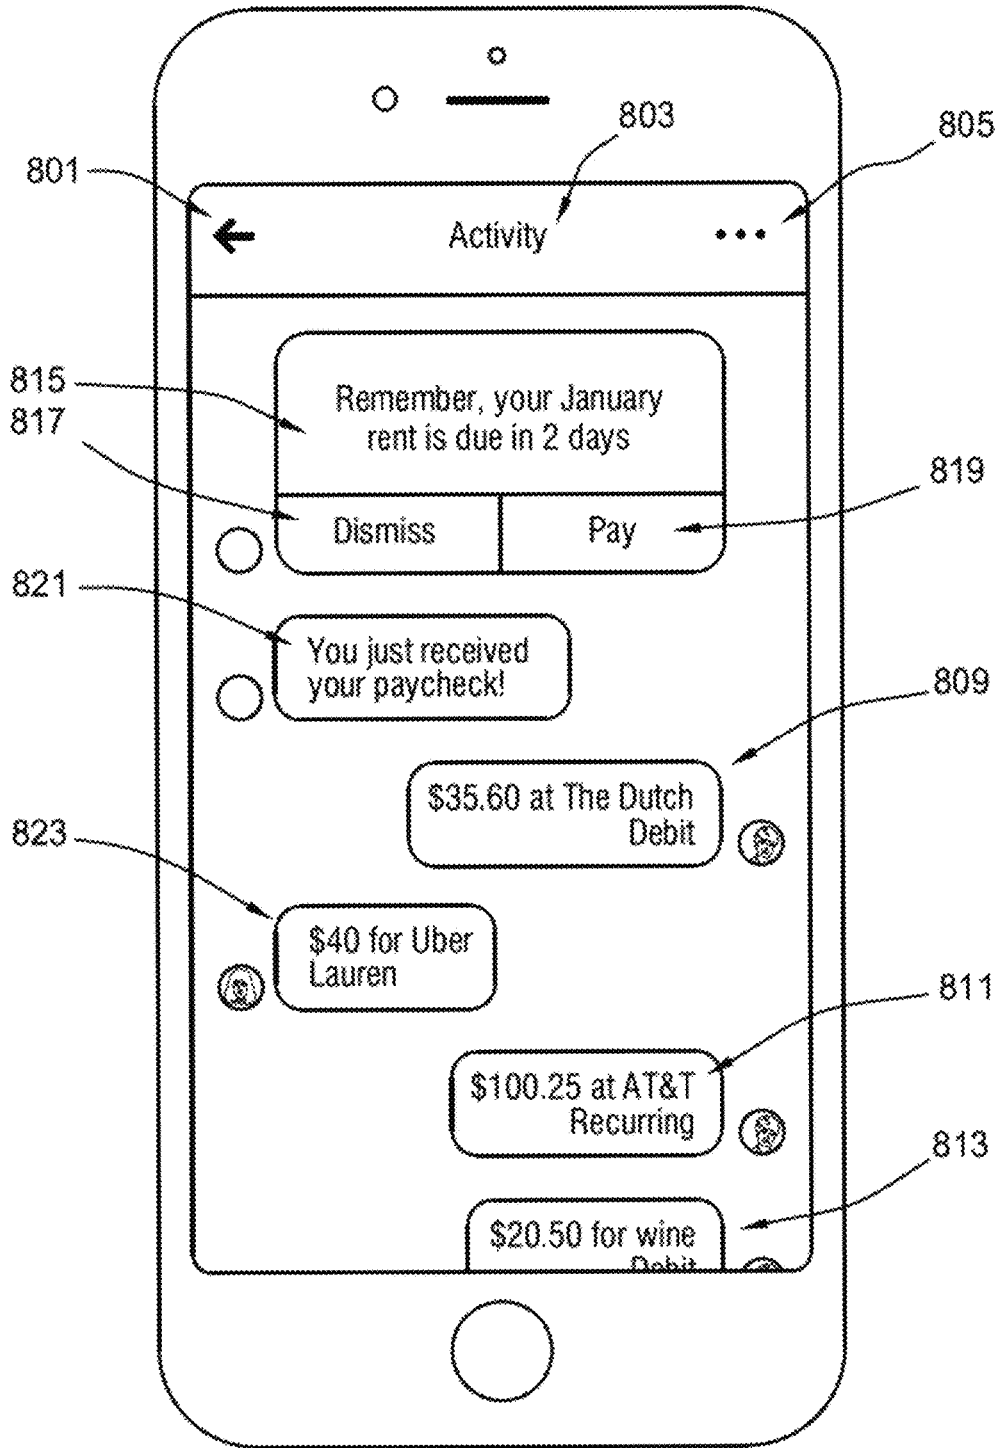 803
805
801
Activity
815
Remember, your January
rent is due in 2 days
817
819
Dismiss
Pay
821
You just received
your paycheck!
809
$35.60 at The Dutch
Debit
823
$40 for Uber
Lauren
811
$100.25 at AT&T
Recurring
813
$20.50 for wine
Debit